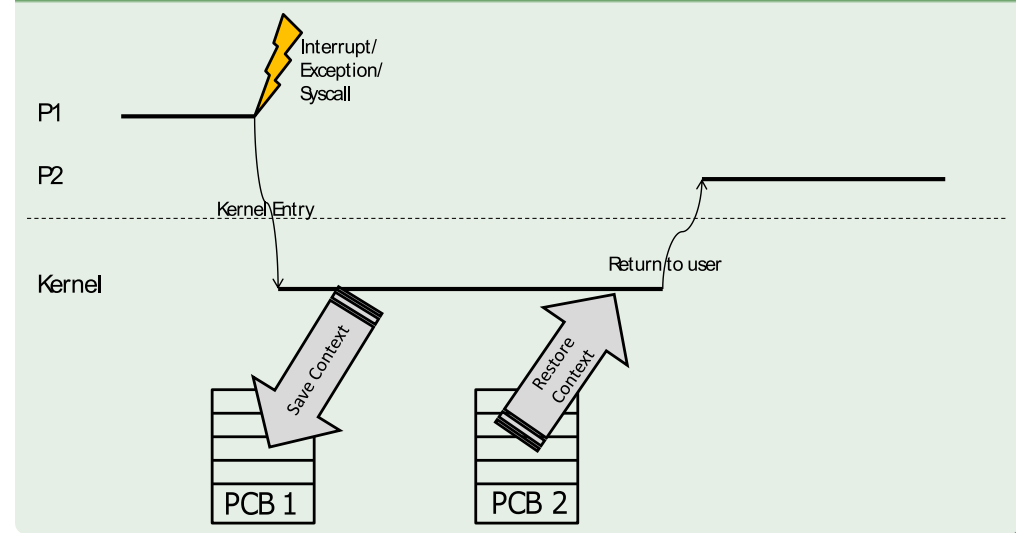 Interrupt/
Exception/
Syscall
P1
P2
Kernel Entry
Return to user
Kernel
Save Context
Restore
Context
PCB 1
PCB 2